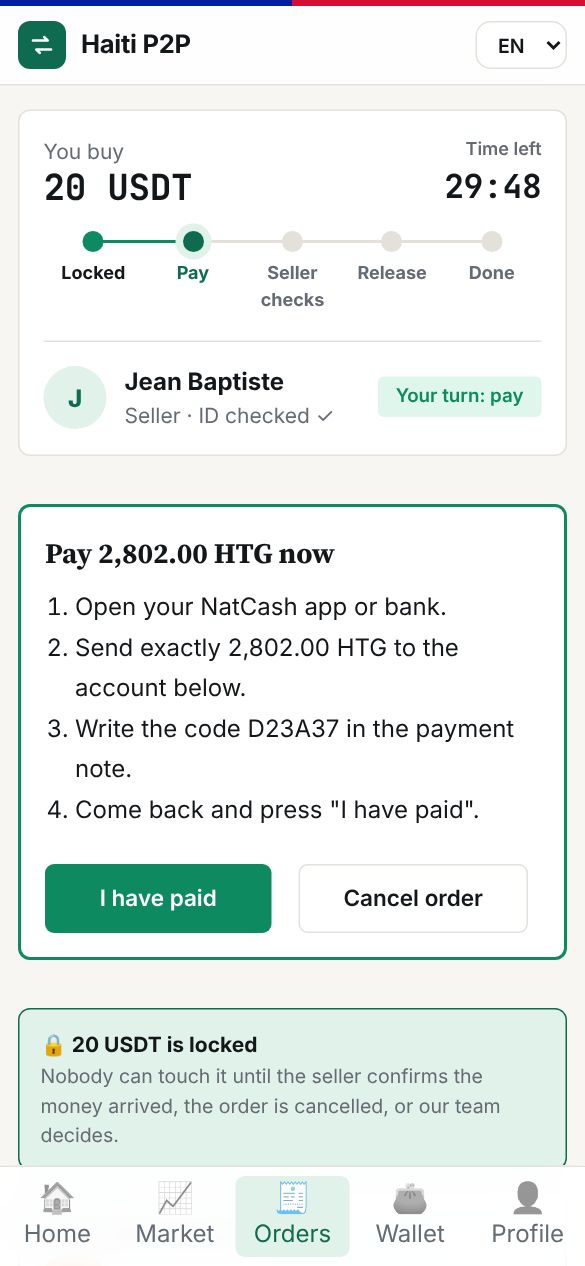 Haiti P2P
EN
You buy
Time left
20 USDT
29:48
Locked
Pay
Seller
checks
Release
Done
J
Jean Baptiste
Seller · ID checked ✓
Your turn: pay
Pay 2,802.00 HTG now
1. Open your NatCash app or bank.
2. Send exactly 2,802.00 HTG to the
account below.
3. Write the code D23A37 in the payment
note.
4. Come back and press "I have paid".
I have paid
Cancel order
🔒 20 USDT is locked
Nobody can touch it until the seller confirms the
money arrived, the order is cancelled, or our team
decides.
Home
Market
Orders
Wallet
Profile